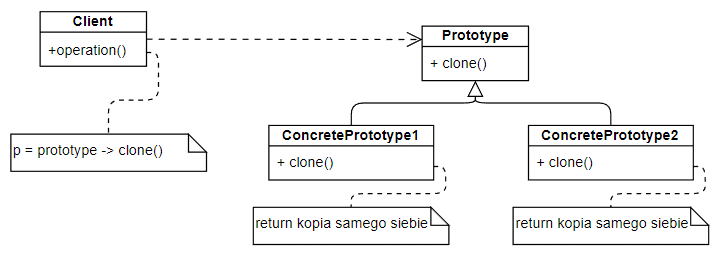 Client
+operation()
Prototype
+ clone()
p = prototype -> clone()
ConcretePrototype1
+ clone()
ConcretePrototype2
+ clone()
return kopia samego siebie
return kopia samego siebie